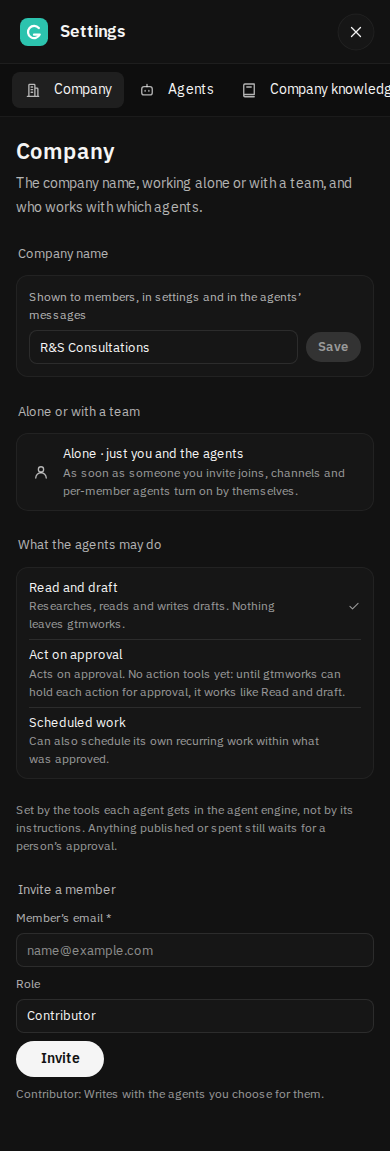 Settings
Company
Agents
Company knowledg
Company
The company name, working alone or with a team, and
who works with which agents.
Company name
Shown to members, in settings and in the agents'
messages
R&S Consultations
Save
Alone or with a team
Alone · just you and the agents
As soon as someone you invite joins, channels and
per-member agents turn on by themselves.
What the agents may do
Read and draft
Researches, reads and writes drafts. Nothing
leaves gtmworks.
Act on approval
Acts on approval. No action tools yet: until gtmworks can
hold each action for approval, it works like Read and draft.
Scheduled work
Can also schedule its own recurring work within what
was approved.
Set by the tools each agent gets in the agent engine, not by its
instructions. Anything published or spent still waits for a
person's approval.
Invite a member
Member's email *
name@example.com
Role
Contributor
Invite
Contributor: Writes with the agents you choose for them.